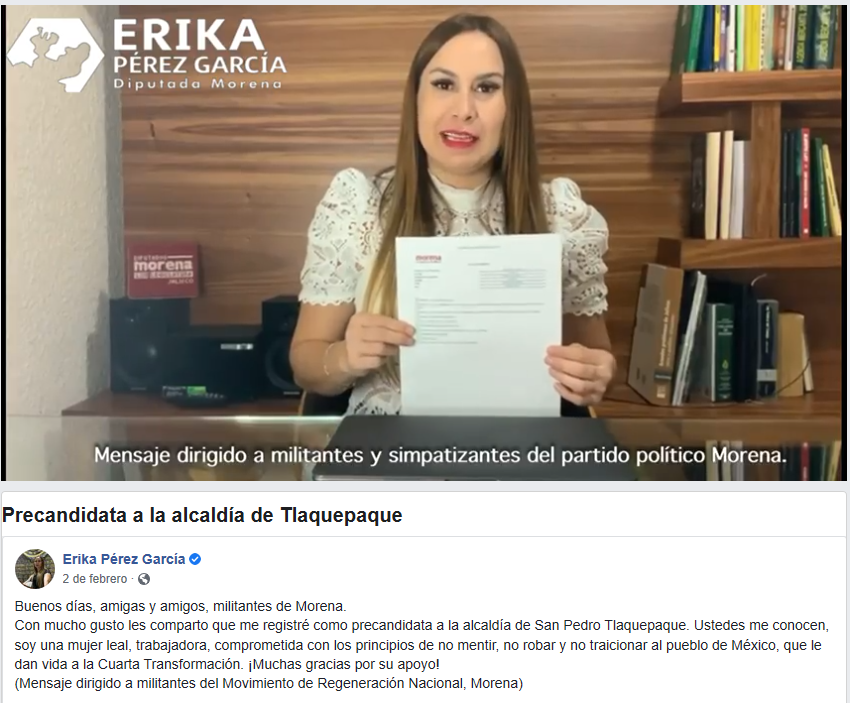 ERIKA
PÉREZ GARCÍA
Diputada Morena
morena
JALISCO
morena
Mensaje dirigido a militantes y simpatizantes del partido político Morena.
Precandidata a la alcaldía de Tlaquepaque
Erika Pérez García
2 de febrero ·
Buenos días, amigas y amigos, militantes de Morena.
Con mucho gusto les comparto que me registré como precandidata a la alcaldía de San Pedro Tlaquepaque. Ustedes me conocen,
soy una mujer leal, trabajadora, comprometida con los principios de no mentir, no robar y no traicionar al pueblo de México, que le
dan vida a la Cuarta Transformación. ¡Muchas gracias por su apoyo!
(Mensaje dirigido a militantes del Movimiento de Regeneración Nacional, Morena)